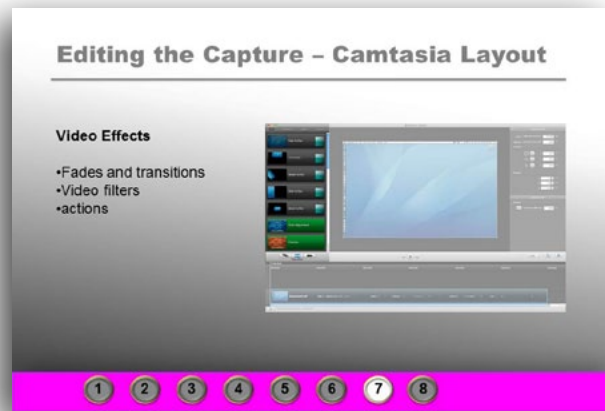 Editing the Capture – Camtasia Layout
Video Effects
•Fades and transitions
•Video filters
•actions
1 2 3 4 5 6 7 8